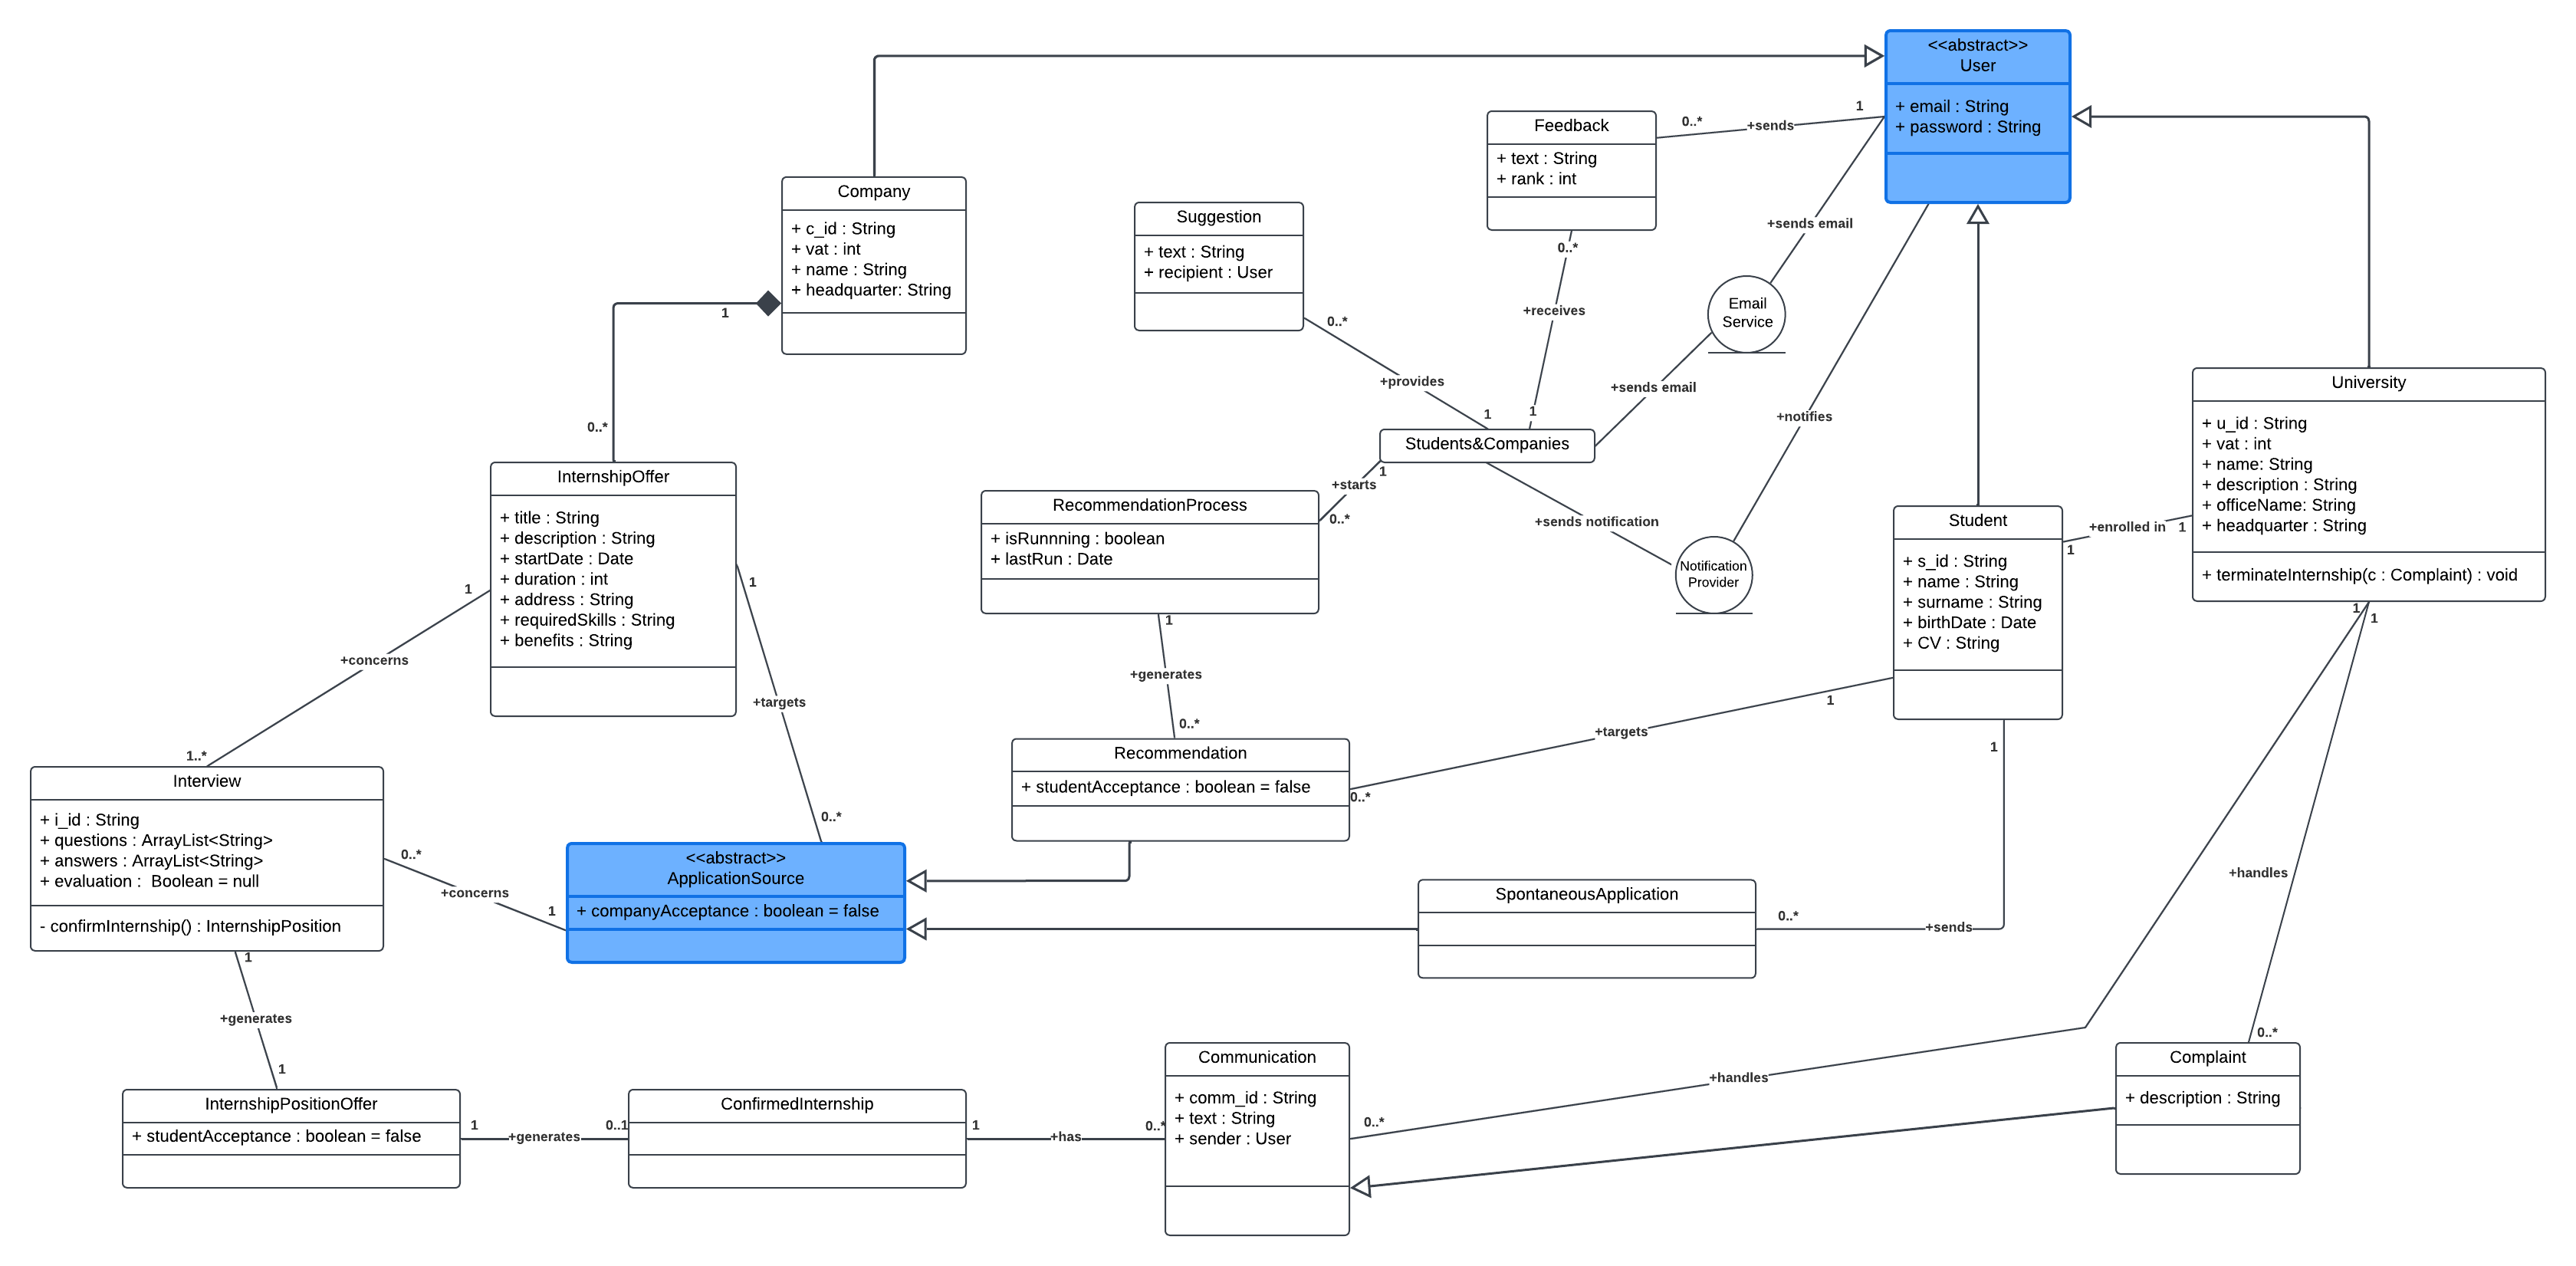 <<abstract>>
User
+ email : String
+ password : String
Feedback
+ text : String
+ rank : int
0..*
+sends
1
Company
+ c_id : String
+ vat : int
+ name : String
+ headquarter: String
1
0..*
Suggestion
+ text : String
+ recipient : User
0..*
+provides
1
0..*
+receives
1
+sends email
Email
Service
+sends email
Students&Companies
+notifies
+sends notification
Notification
Provider
1
+starts
0..*
University
+ u_id : String
+ vat : int
+ name: String
+ description : String
+ officeName: String
+ headquarter : String
+ terminateInternship(c : Complaint) : void
InternshipOffer
+ title : String
+ description : String
+ startDate : Date
+ duration : int
+ address : String
+ requiredSkills : String
+ benefits : String
RecommendationProcess
+ isRunnning : boolean
+ lastRun : Date
Student
+ s_id : String
+ name : String
+ surname : String
+ birthDate : Date
+ CV : String
+enrolled in
1
1
1
+concerns
1..*
1
+targets
0..*
1
+generates
0..*
Recommendation
+ studentAcceptance : boolean = false
0..*
+targets
1
1
+sends
0..*
1
1
+handles
0..*
Interview
+ i_id : String
+ questions : ArrayList<String>
+ answers : ArrayList<String>
+ evaluation :  Boolean = null
- confirmInternship() : InternshipPosition
0..*
+concerns
1
<<abstract>>
ApplicationSource
+ companyAcceptance : boolean = false
SpontaneousApplication
1
+generates
1
InternshipPositionOffer
+ studentAcceptance : boolean = false
1
+generates
0..1
ConfirmedInternship
1
+has
0..*
Communication
+ comm_id : String
+ text : String
+ sender : User
0..*
+handles
Complaint
+ description : String